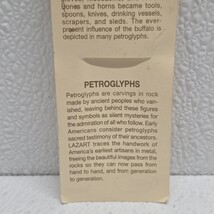 Bones and horns became tools,
spoons, knives, drinking vessels,
scrapers, and sleds. The ever-
present influence of the buffalo is
depicted in many petroglyphs.
PETROGLYPHS
Petroglyphs are carvings in rock
made by ancient peoples who van-
ished, leaving behind these figures
and symbols as silent mysteries for
the admiration of all who follow. Early
Americans consider petroglyphs
sacred testimony of their ancestors.
LAZART traces the handwork of
America's earliest artisans in metal,
freeing the beautiful images from the
rocks so they can now pass from
hand to hand, and from generation
to generation.